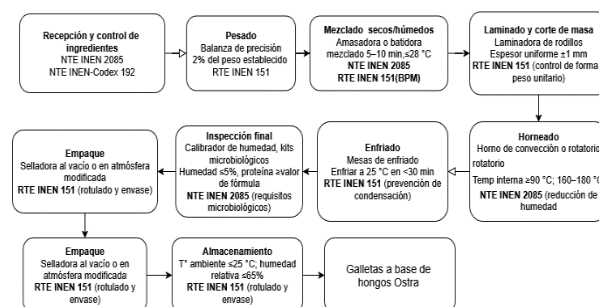 Recepción y control de
ingredientes
NTE INEN 2085
NTE INEN-Codex 192
Pesado
Balanza de precisión
2% del peso establecido
RTE INEN 151
Mezclado secos/húmedos
Amasadora o batidora
mezclado 5–10 min,≤28 °C
NTE INEN 2085
RTE INEN 151(BPM)
Laminado y corte de masa
Laminadora de rodillos
Espesor uniforme ±1 mm
RTE INEN 151 (control de forma
peso unitario)
Horneado
Horno de convección o rotatorio
rotatorio
Temp interna ≥90 °C; 160–180 °C
NTE INEN 2085 (reducción de
humedad)
Enfriado
Mesas de enfriado
Enfriar a 25 °C en <30 min
RTE INEN 151 (prevención de
condensación)
Inspección final
Calibrador de humedad, kits
microbiológicos
Humedad ≤5%, proteína ≥valor
de fórmula
NTE INEN 2085 (requisitos
microbiológicos)
Empaque
Selladora al vacío o en atmósfera
modificada
RTE INEN 151 (rotulado y envase)
Empaque
Selladora al vacío o en
atmósfera modificada
RTE INEN 151 (rotulado y
envase)
Almacenamiento
T° ambiente ≤25 °C; humedad
relativa ≤65%
RTE INEN 151 (rotulado y
envase)
Galletas a base de
hongos Ostra